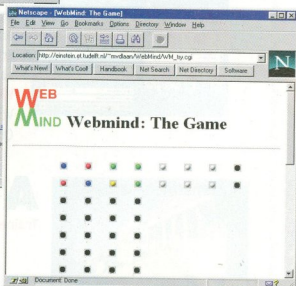 Netscape - [WebMind: The Game]
File Edit View Go Bookmarks Options Directory Window Help
Location: http://einstein.et.tudelft.nl/~mvdlaan/WebMind/WM_try.cgi
What's New! What's Cool! Handbook Net Search Net Directory Software
N
WEB
MIND Webmind: The Game
Document: Done